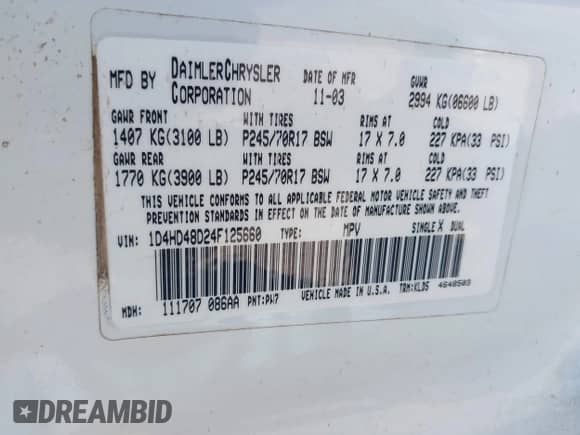 MFD BY DAIMLERCHRYSLER CORPORATION DATE OF MFR 11-03 GVWR 2994 KG(06600 LB)
GAWR FRONT WITH TIRES RIMS AT COLD
1407 KG(3100 LB) P245/70R17 BSW 17 X 7.0 227 KPA(33 PSI)
GAWR REAR WITH TIRES RIMS AT COLD
1770 KG(3900 LB) P245/70R17 BSW 17 X 7.0 227 KPA(33 PSI)
THIS VEHICLE CONFORMS TO ALL APPLICABLE FEDERAL MOTOR VEHICLE SAFETY AND THEFT
PREVENTION STANDARDS IN EFFECT ON THE DATE OF MANUFACTURE SHOWN ABOVE.
VIN: 1D4HD48D24F125660 TYPE: MPV SINGLE X DUAL
MDH: 111707 086AA PNT:PW7 VEHICLE MADE IN U.S.A. TRM:KLD5 4640503
DREAMBID